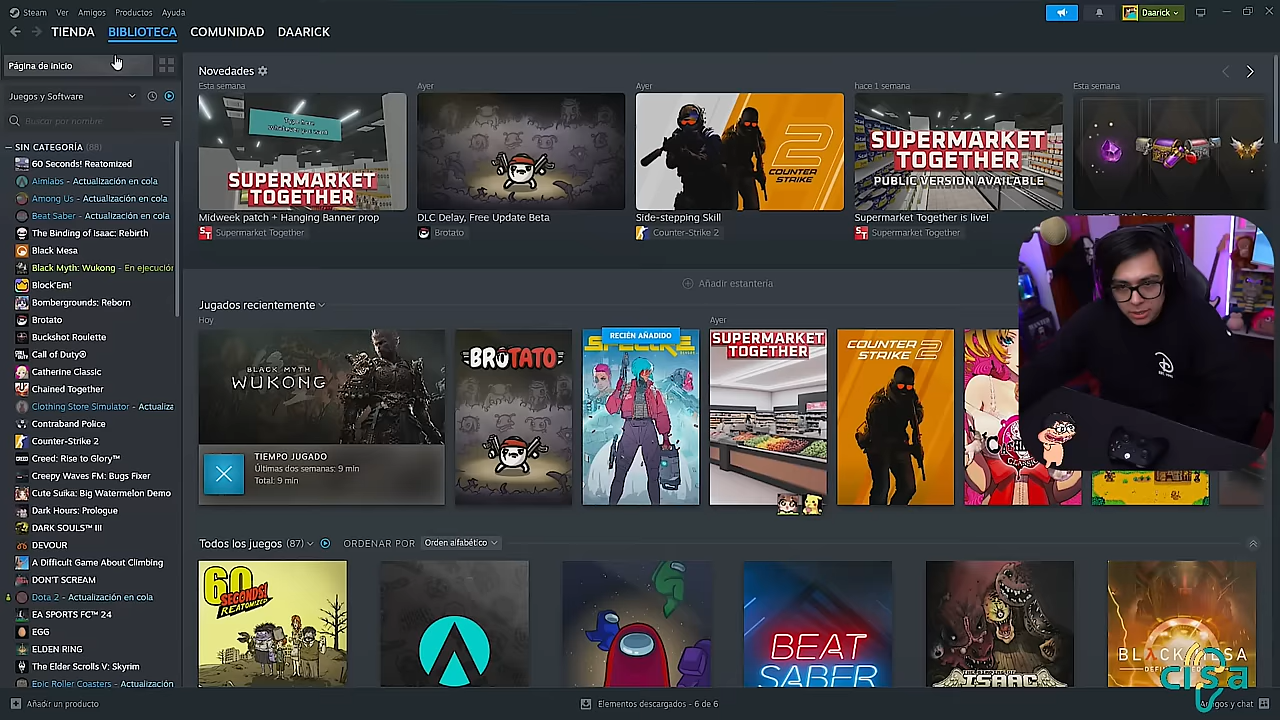 Steam Ver Amigos Productos Ayuda
Daarick
TIENDA BIBLIOTECA COMUNIDAD DAARICK
Página de inicio
Juegos y Software
Buscar por nombre
SIN CATEGORÍA
60 Seconds! Reatomized
Aimlabs - Actualización en cola
Among Us - Actualización en cola
Beat Saber - Actualización en cola
The Binding of Isaac: Rebirth
Black Mesa
Black Myth: Wukong - En ejecución
Block'Em!
Bombergrounds: Reborn
Brotato
Buckshot Roulette
Call of Duty®
Catherine Classic
Chained Together
Clothing Store Simulator - Actualiza
Contraband Police
Counter-Strike 2
Creed: Rise to Glory™
Creepy Waves FM: Bugs Fixer
Cute Suika: Big Watermelon Demo
Dark Hours: Prologue
DARK SOULS™ III
DEVOUR
A Difficult Game About Climbing
DON'T SCREAM
Dota 2 - Actualización en cola
EA SPORTS FC™ 24
EGG
ELDEN RING
The Elder Scrolls V: Skyrim
Epic Roller Coasters - Actualización
Añadir un producto
Novedades
Esta semana
SUPERMARKET
TOGETHER
Midweek patch + Hanging Banner prop
Supermarket Together
Ayer
DLC Delay, Free Update Beta
Brotato
Ayer
2
COUNTER
STRIKE
Side-stepping Skill
Counter-Strike 2
hace 1 semana
SUPERMARKET
TOGETHER
PUBLIC VERSION AVAILABLE
Supermarket Together is live!
Supermarket Together
Esta semana
Añadir estantería
Jugados recientemente
Hoy
BLACK MYTH
WUKONG
TIEMPO JUGADO
Últimas dos semanas: 9 min
Total: 9 min
BROTATO
RECIÉN AÑADIDO
Ayer
SUPERMARKET
TOGETHER
COUNTER
STRIKE 2
Todos los juegos (87) ORDENAR POR Orden alfabético
60
SECONDS!
REATOMIZED
BEAT
SABER
ISAAC
BLACK MESA
Elementos descargados - 6 de 6
Amigos y chat
cisa